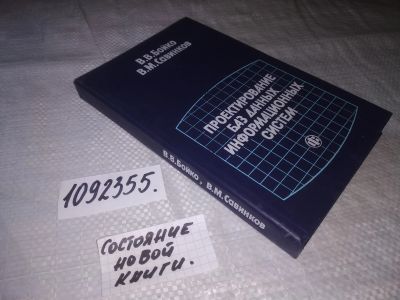 В.В.Бойко
В.М.Савинков
ПРОЕКТИРОВАНИЕ
БАЗ ДАННЫХ
ИНФОРМАЦИОННЫХ
СИСТЕМ
В.В.Бойко, В.М.Савинков
1092355.
СОСТОЯНИЕ
НОВОЙ
КНИГИ.